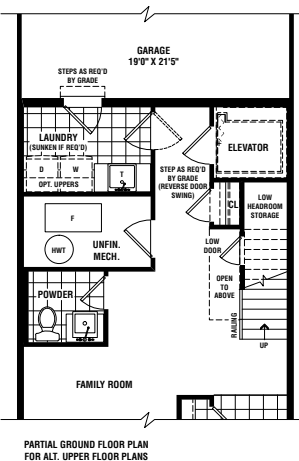 GARAGE
19'0" X 21'5"
STEPS AS REQ'D
BY GRADE
LAUNDRY
(SUNKEN IF REQ'D)
D
W
T
OPT. UPPERS
STEP AS REQ'D
BY GRADE
(REVERSE DOOR
SWING)
ELEVATOR
CL
LOW
HEADROOM
STORAGE
F
HWT
UNFIN.
MECH.
LOW
DOOR
OPEN
TO
ABOVE
RAILING
UP
POWDER
FAMILY ROOM
PARTIAL GROUND FLOOR PLAN
FOR ALT. UPPER FLOOR PLANS